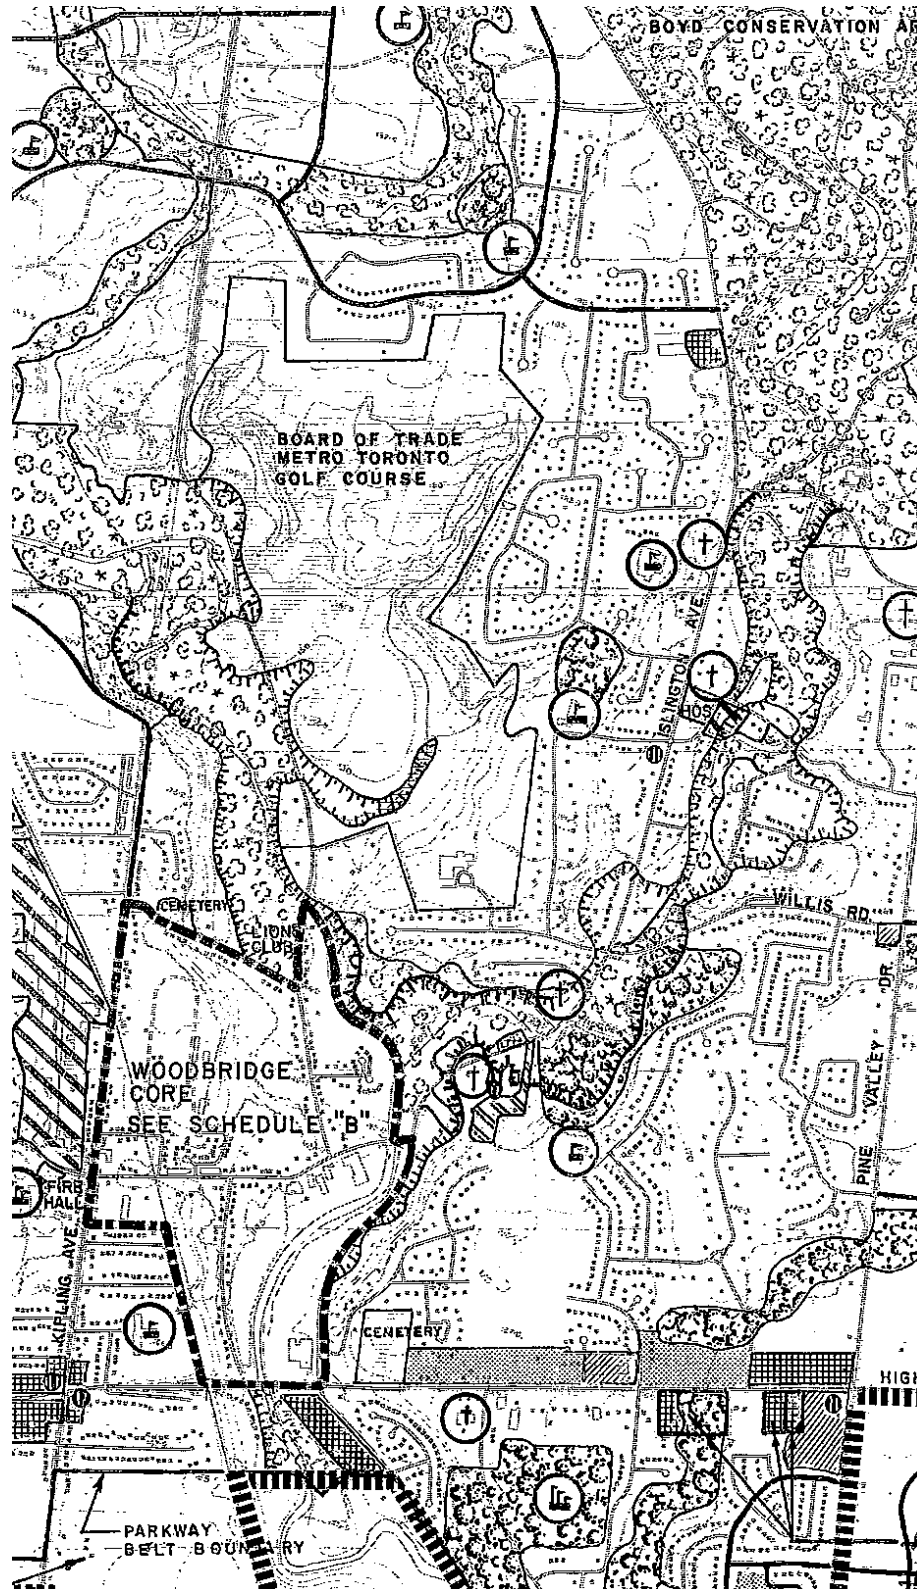 BOYD CONSERVATION
BOARD OF TRADE
METRO TORONTO
GOLF COURSE
ISLINGTON AVE
HOS
CEMETERY
LIONS
CLUB
WILLIS RD
PINE VALLEY DR
WOODBRIDGE
CORE
SEE SCHEDULE "B"
FIRE
HALL
KIPLING AVE
CEMETERY
HIGH
PARKWAY
BELT BOUNDARY